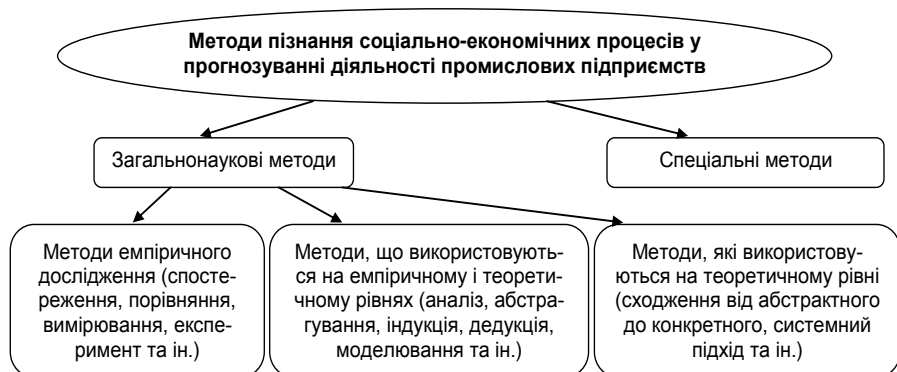 Методи пізнання соціально-економічних процесів у
прогнозуванні діяльності промислових підприємств
Загальнонаукові методи
Спеціальні методи
Методи емпіричного
дослідження (спосте-
реження, порівняння,
вимірювання, експе-
римент та ін.)
Методи, що використовують-
ся на емпіричному і теорети-
чному рівнях (аналіз, абстра-
гування, індукція, дедукція,
моделювання та ін.)
Методи, які використову-
ються на теоретичному рівні
(сходження від абстрактного
до конкретного, системний
підхід та ін.)